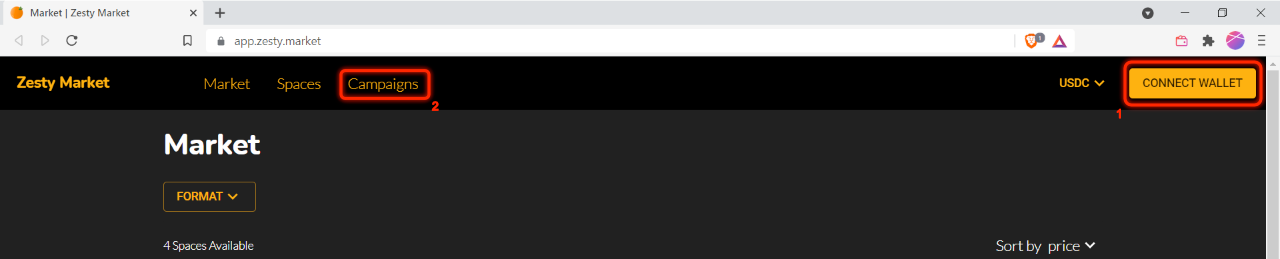 Market | Zesty Market
app.zesty.market
1
Zesty Market Market Spaces Campaigns USDC CONNECT WALLET
2
1
Market
FORMAT
4 Spaces Available Sort by price